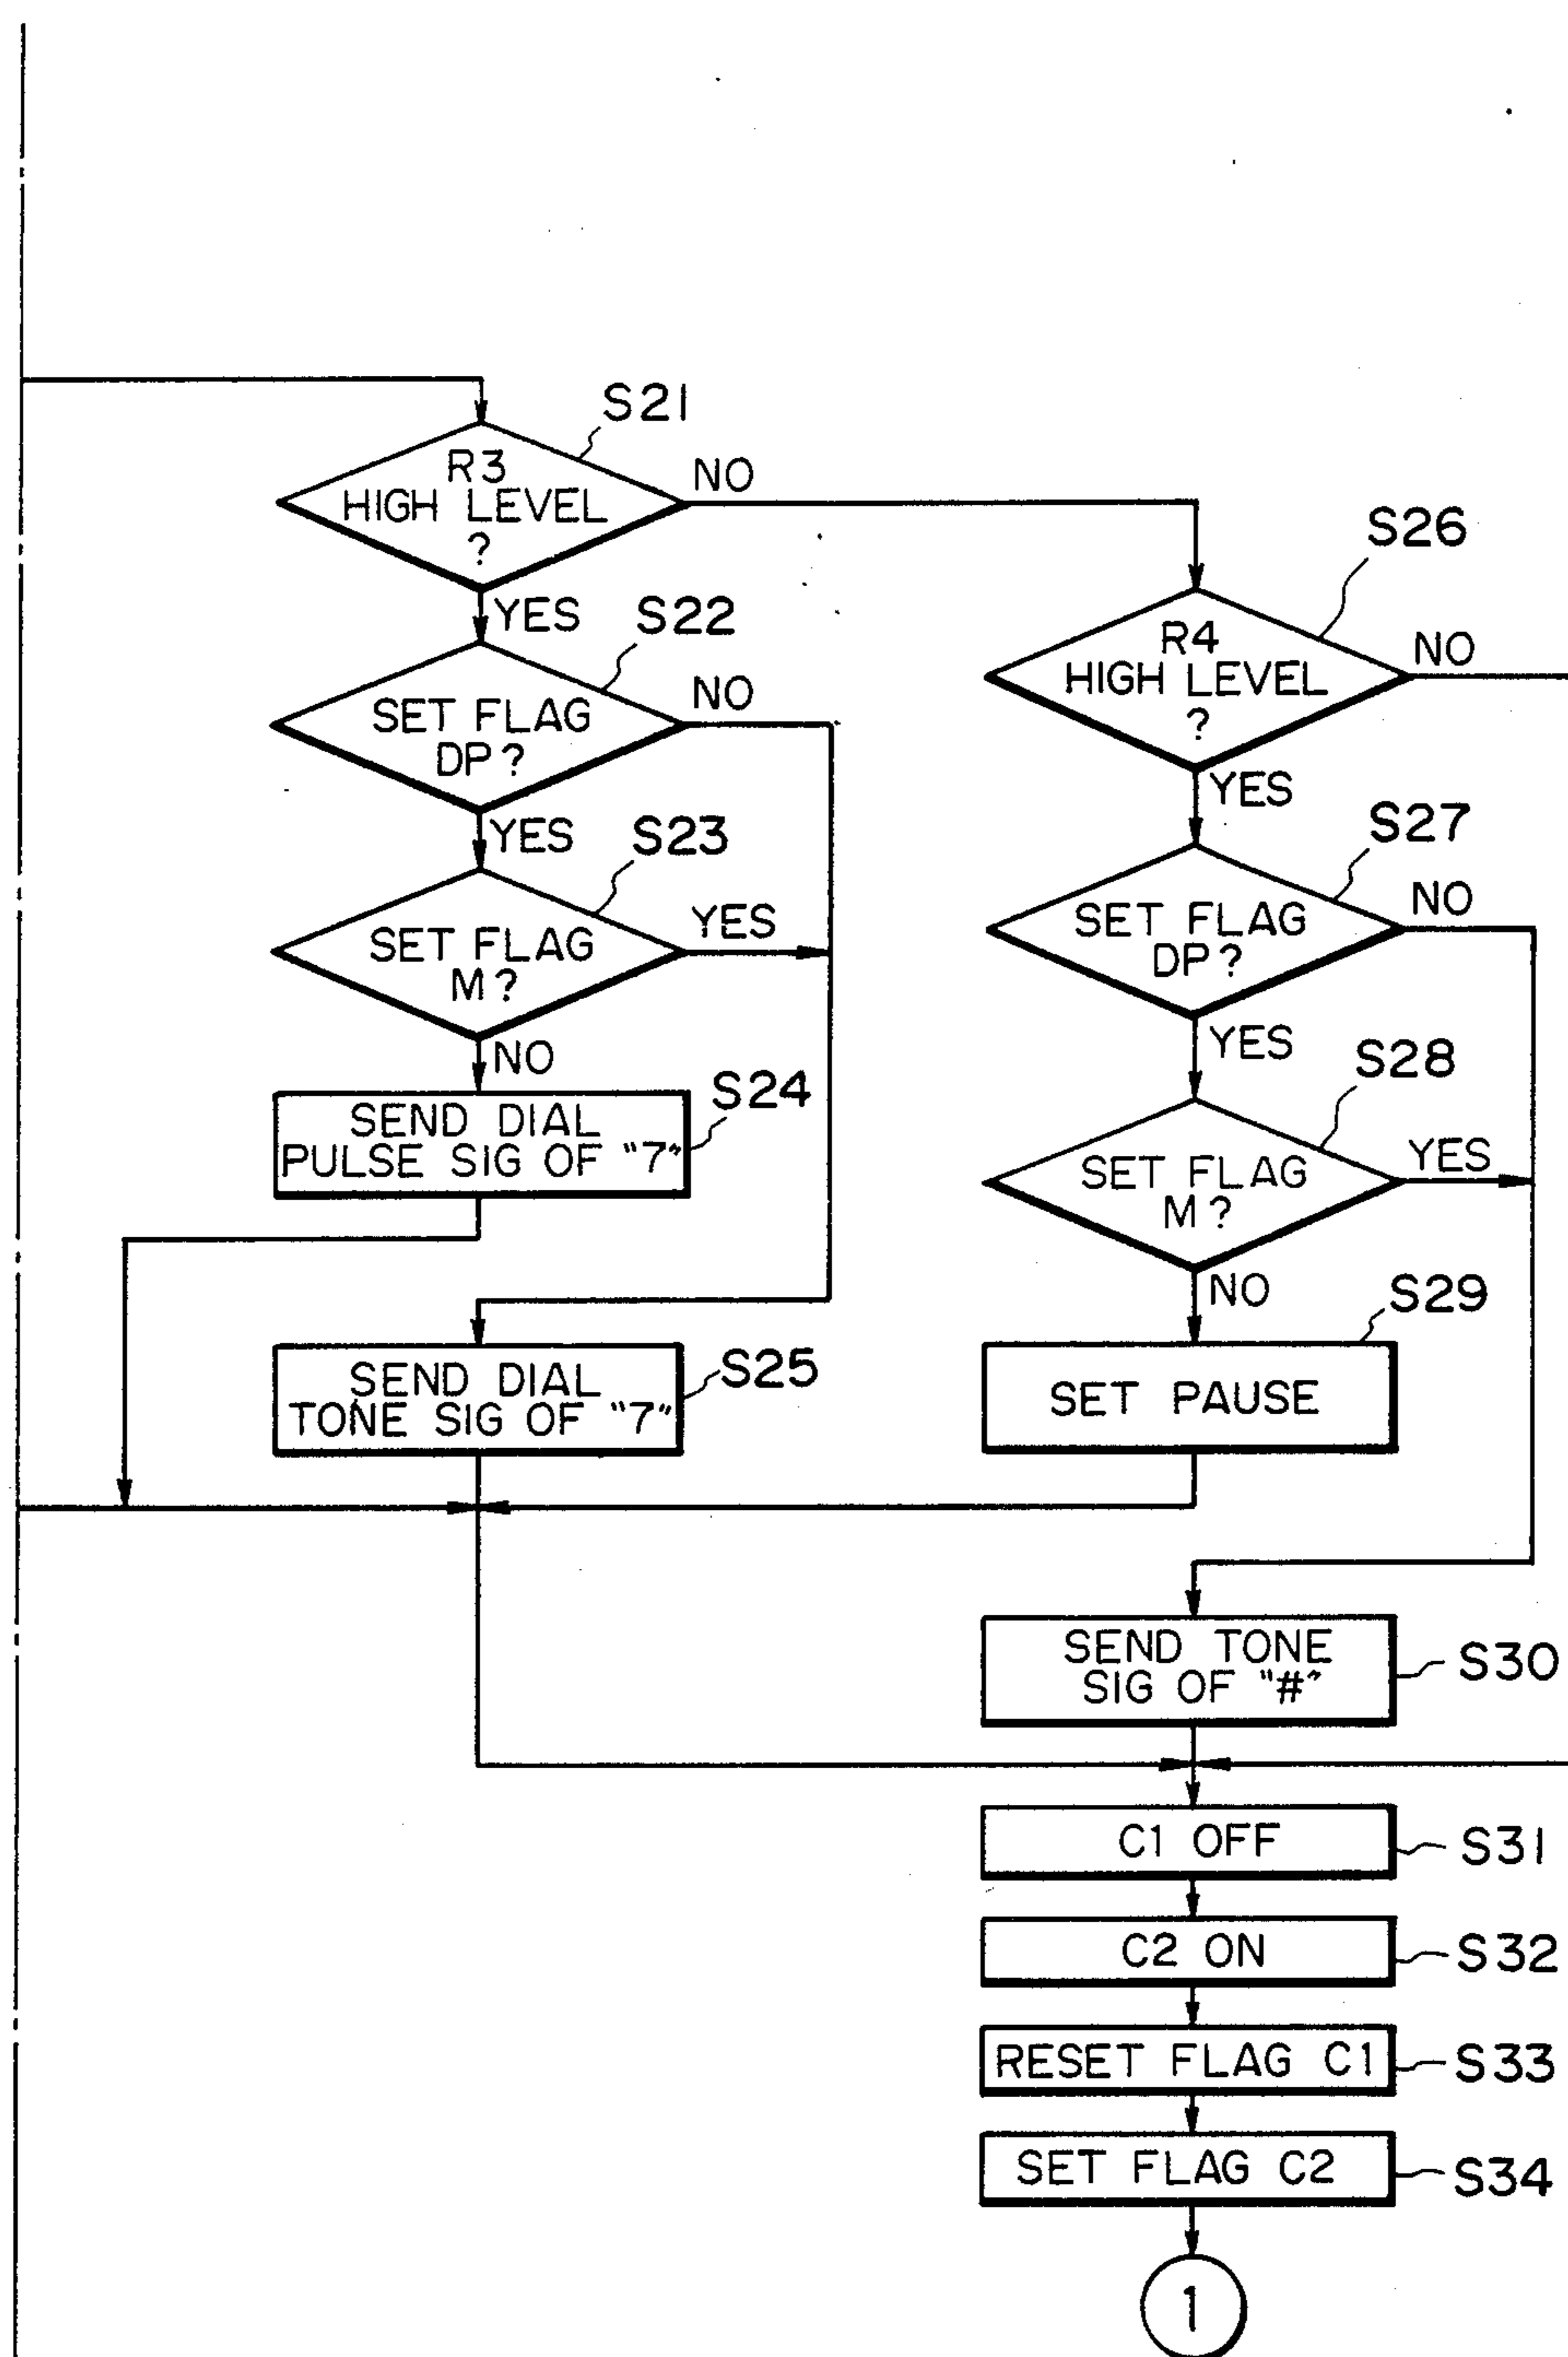 S21
R3
HIGH LEVEL
?
NO
YES
S22
SET FLAG
DP?
NO
YES
S23
SET FLAG
M?
YES
NO
S24
SEND DIAL
PULSE SIG OF "7"
S25
SEND DIAL
TONE SIG OF "7"
S26
R4
HIGH LEVEL
?
NO
YES
S27
SET FLAG
DP?
NO
YES
S28
SET FLAG
M?
YES
NO
S29
SET PAUSE
SEND TONE
SIG OF "#"
S30
C1 OFF
S31
C2 ON
S32
RESET FLAG C1
S33
SET FLAG C2
S34
1